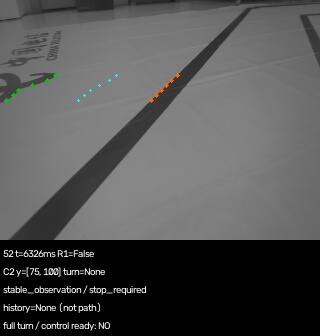 52 t=6326ms R1=False
C2 y=[75, 100] turn=None
stable_observation / stop_required
history=None (not path)
full turn / control ready: NO